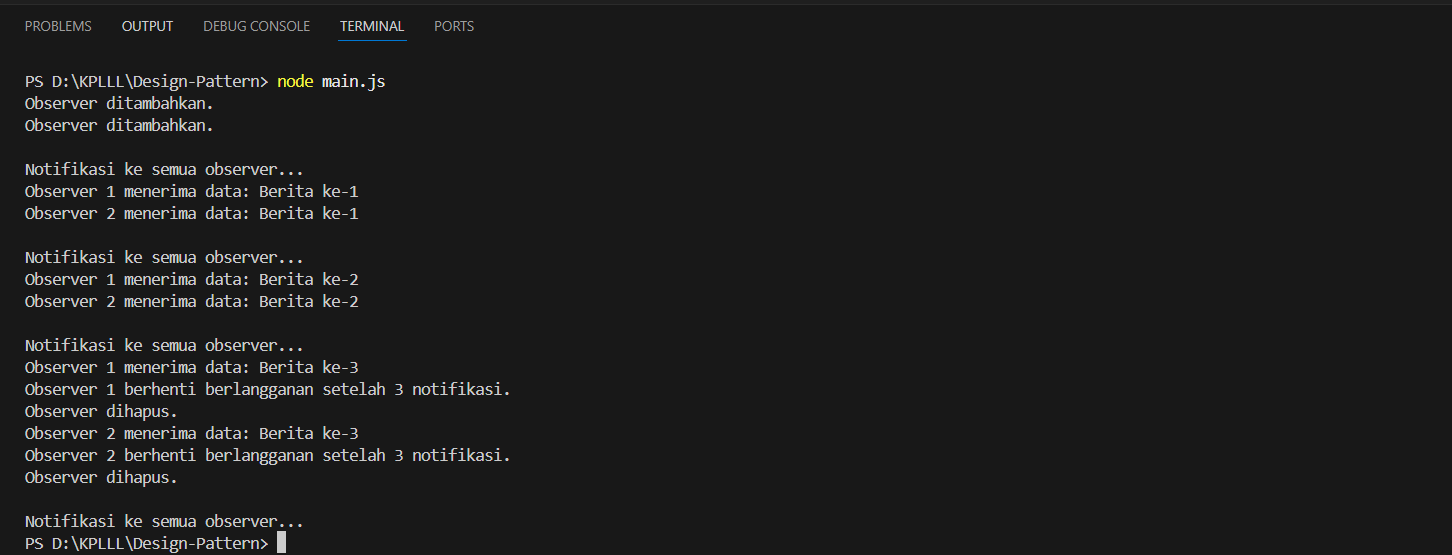 PROBLEMS OUTPUT DEBUG CONSOLE TERMINAL PORTS
PS D:\KPLLL\Design-Pattern> node main.js
Observer ditambahkan.
Observer ditambahkan.
Notifikasi ke semua observer...
Observer 1 menerima data: Berita ke-1
Observer 2 menerima data: Berita ke-1
Notifikasi ke semua observer...
Observer 1 menerima data: Berita ke-2
Observer 2 menerima data: Berita ke-2
Notifikasi ke semua observer...
Observer 1 menerima data: Berita ke-3
Observer 1 berhenti berlangganan setelah 3 notifikasi.
Observer dihapus.
Observer 2 menerima data: Berita ke-3
Observer 2 berhenti berlangganan setelah 3 notifikasi.
Observer dihapus.
Notifikasi ke semua observer...
PS D:\KPLLL\Design-Pattern>